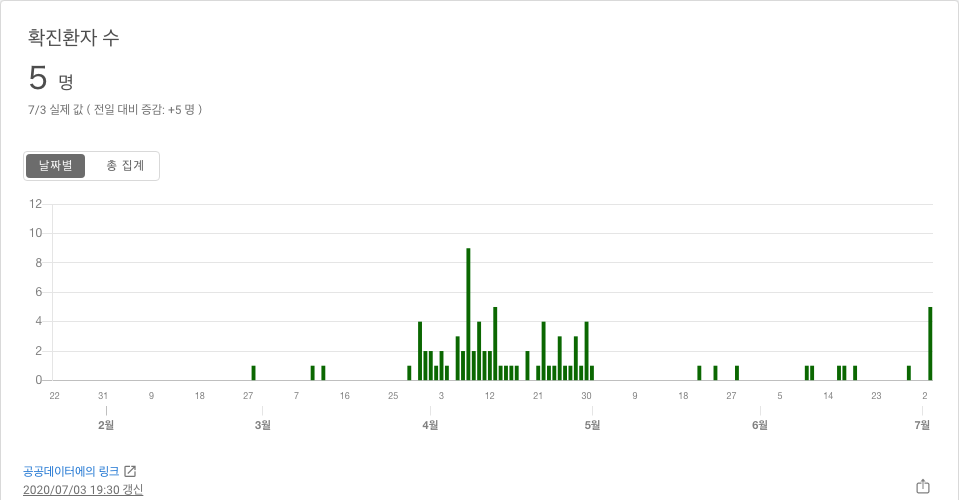 확진환자 수
5 명
7/3 실제 값 ( 전일 대비 증감: +5 명 )
날짜별 총 집계
12
10
8
6
4
2
0
22 31 9 18 27 7 16 25 3 12 21 30 9 18 27 5 14 23 2
2월 3월 4월 5월 6월 7월
공공데이터에의 링크
2020/07/03 19:30 갱신